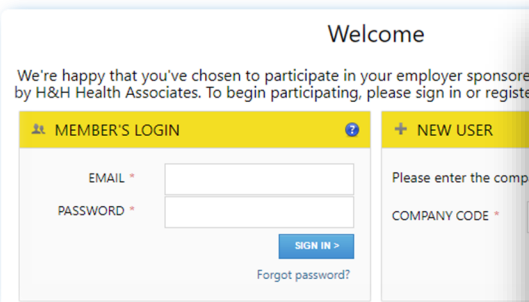 Welcome
We're happy that you've chosen to participate in your employer sponsore
by H&H Health Associates. To begin participating, please sign in or registe
MEMBER'S LOGIN ?
+ NEW USER
EMAIL *
PASSWORD *
SIGN IN >
Forgot password?
Please enter the comp
COMPANY CODE *